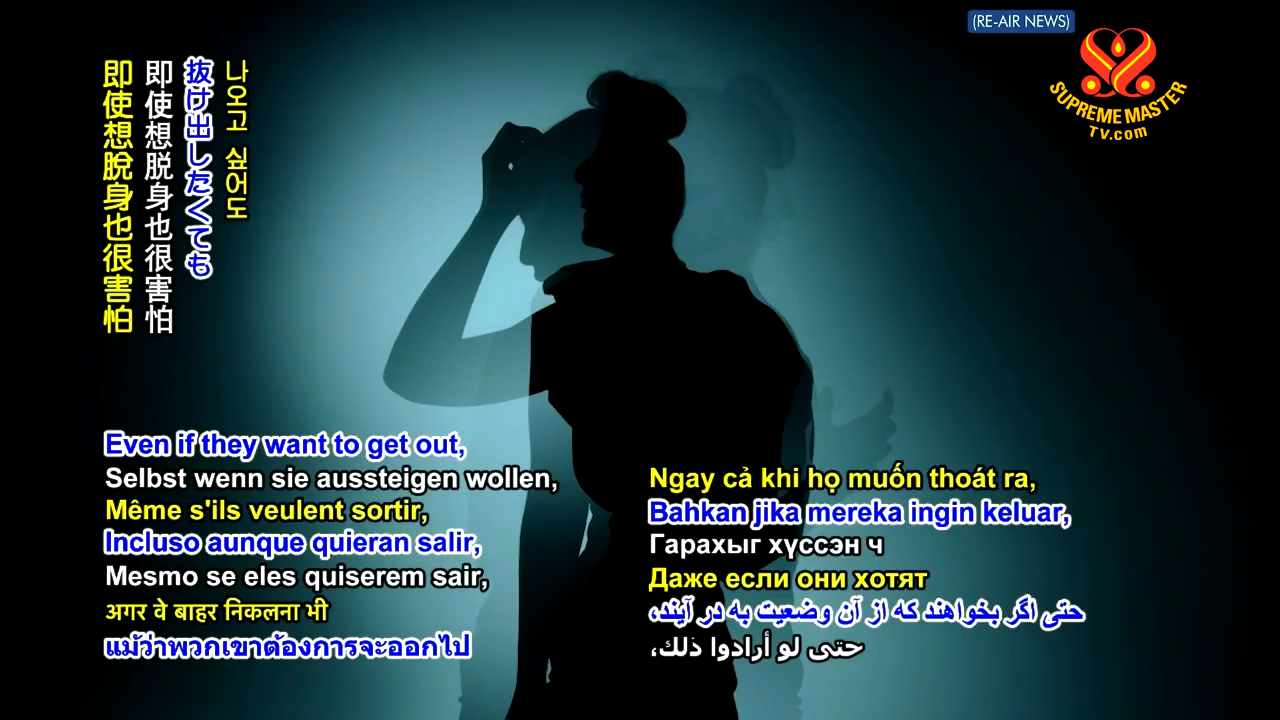 (RE-AIR NEWS)
SUPREME MASTER
TV.com
나오고 싶어도
抜け出したくても
即使想脱身也很害怕
即使想脫身也很害怕
Even if they want to get out,
Selbst wenn sie aussteigen wollen,
Même s'ils veulent sortir,
Incluso aunque quieran salir,
Mesmo se eles quiserem sair,
अगर वे बाहर निकलना भी
แม้ว่าพวกเขาต้องการจะออกไป
Ngay cả khi họ muốn thoát ra,
Bahkan jika mereka ingin keluar,
Гарахыг хүссэн ч
Даже если они хотят
حتی اگر بخواهند که از آن وضعیت به در آیند،
حتى لو أرادوا ذلك،